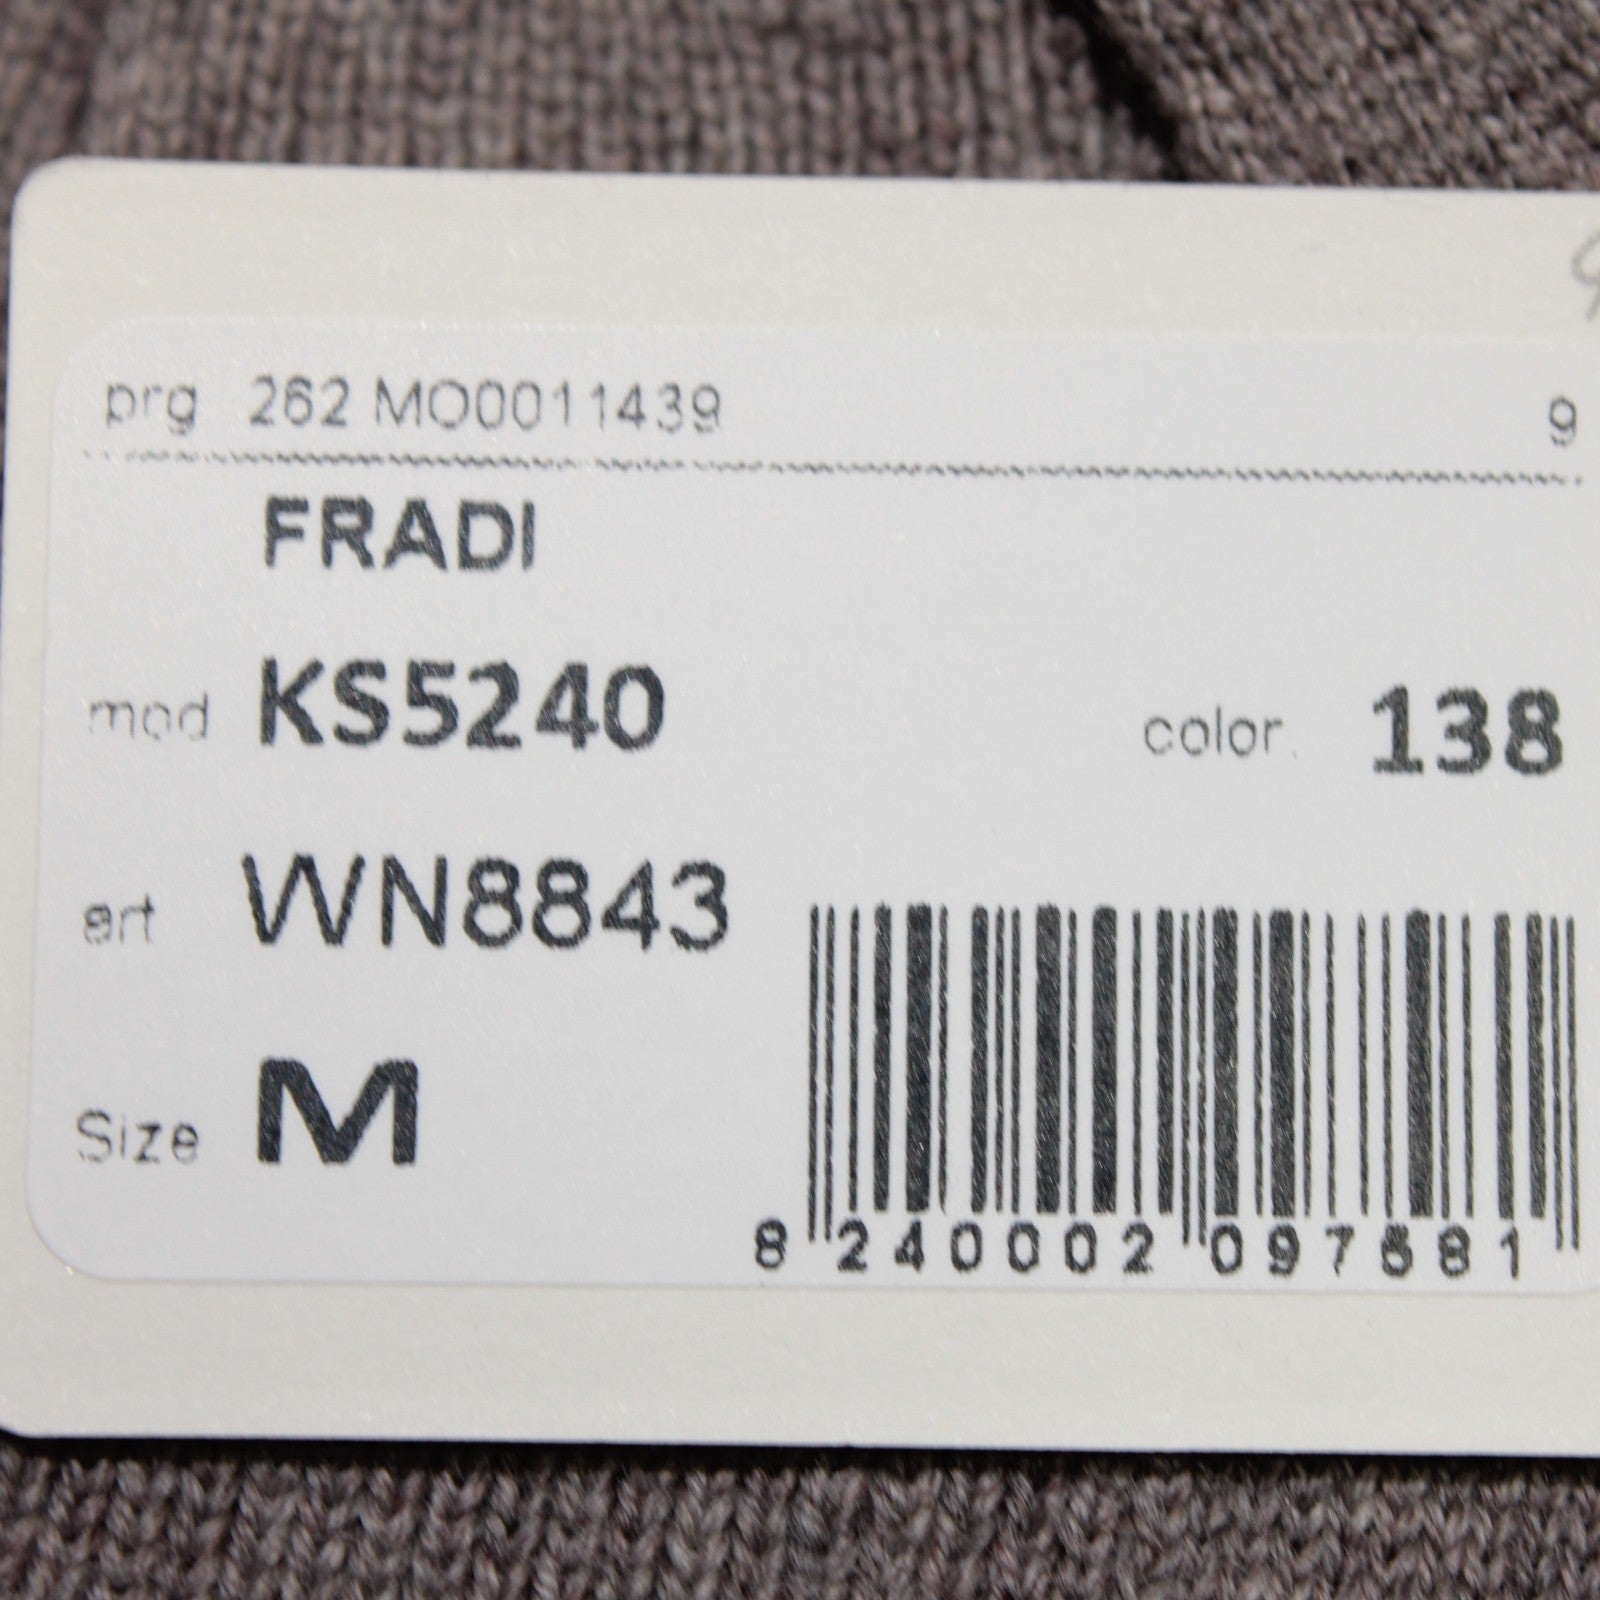 prg 262 MO0011439 9
FRADI
mod KS5240 color. 138
art WN8843
Size M
8 240002 097581